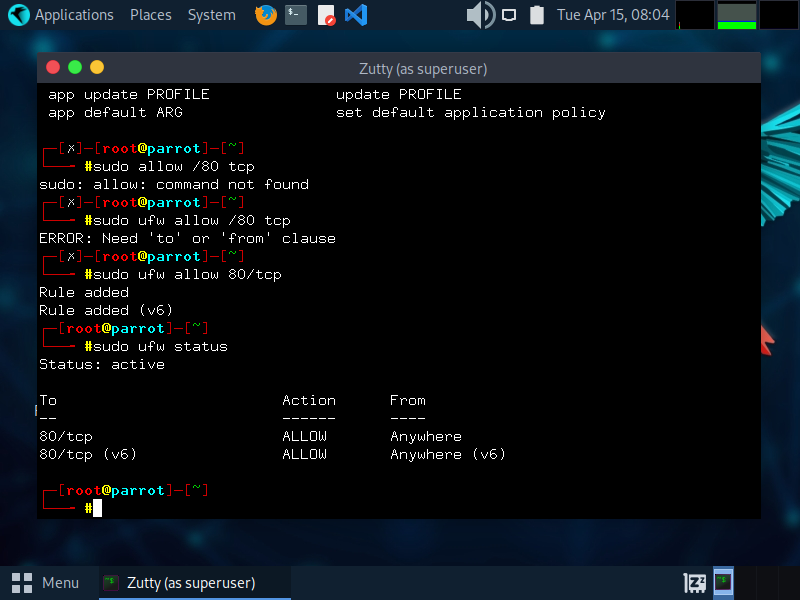 Applications Places System Tue Apr 15, 08:04
Zutty (as superuser)
app update PROFILE update PROFILE
app default ARG set default application policy
┌─[✗]─[root@parrot]─[~]
└──╼ #sudo allow /80 tcp
sudo: allow: command not found
┌─[✗]─[root@parrot]─[~]
└──╼ #sudo ufw allow /80 tcp
ERROR: Need 'to' or 'from' clause
┌─[✗]─[root@parrot]─[~]
└──╼ #sudo ufw allow 80/tcp
Rule added
Rule added (v6)
┌─[root@parrot]─[~]
└──╼ #sudo ufw status
Status: active
To Action From
-- ------ ----
80/tcp ALLOW Anywhere
80/tcp (v6) ALLOW Anywhere (v6)
┌─[root@parrot]─[~]
└──╼ #
Menu Zutty (as superuser)